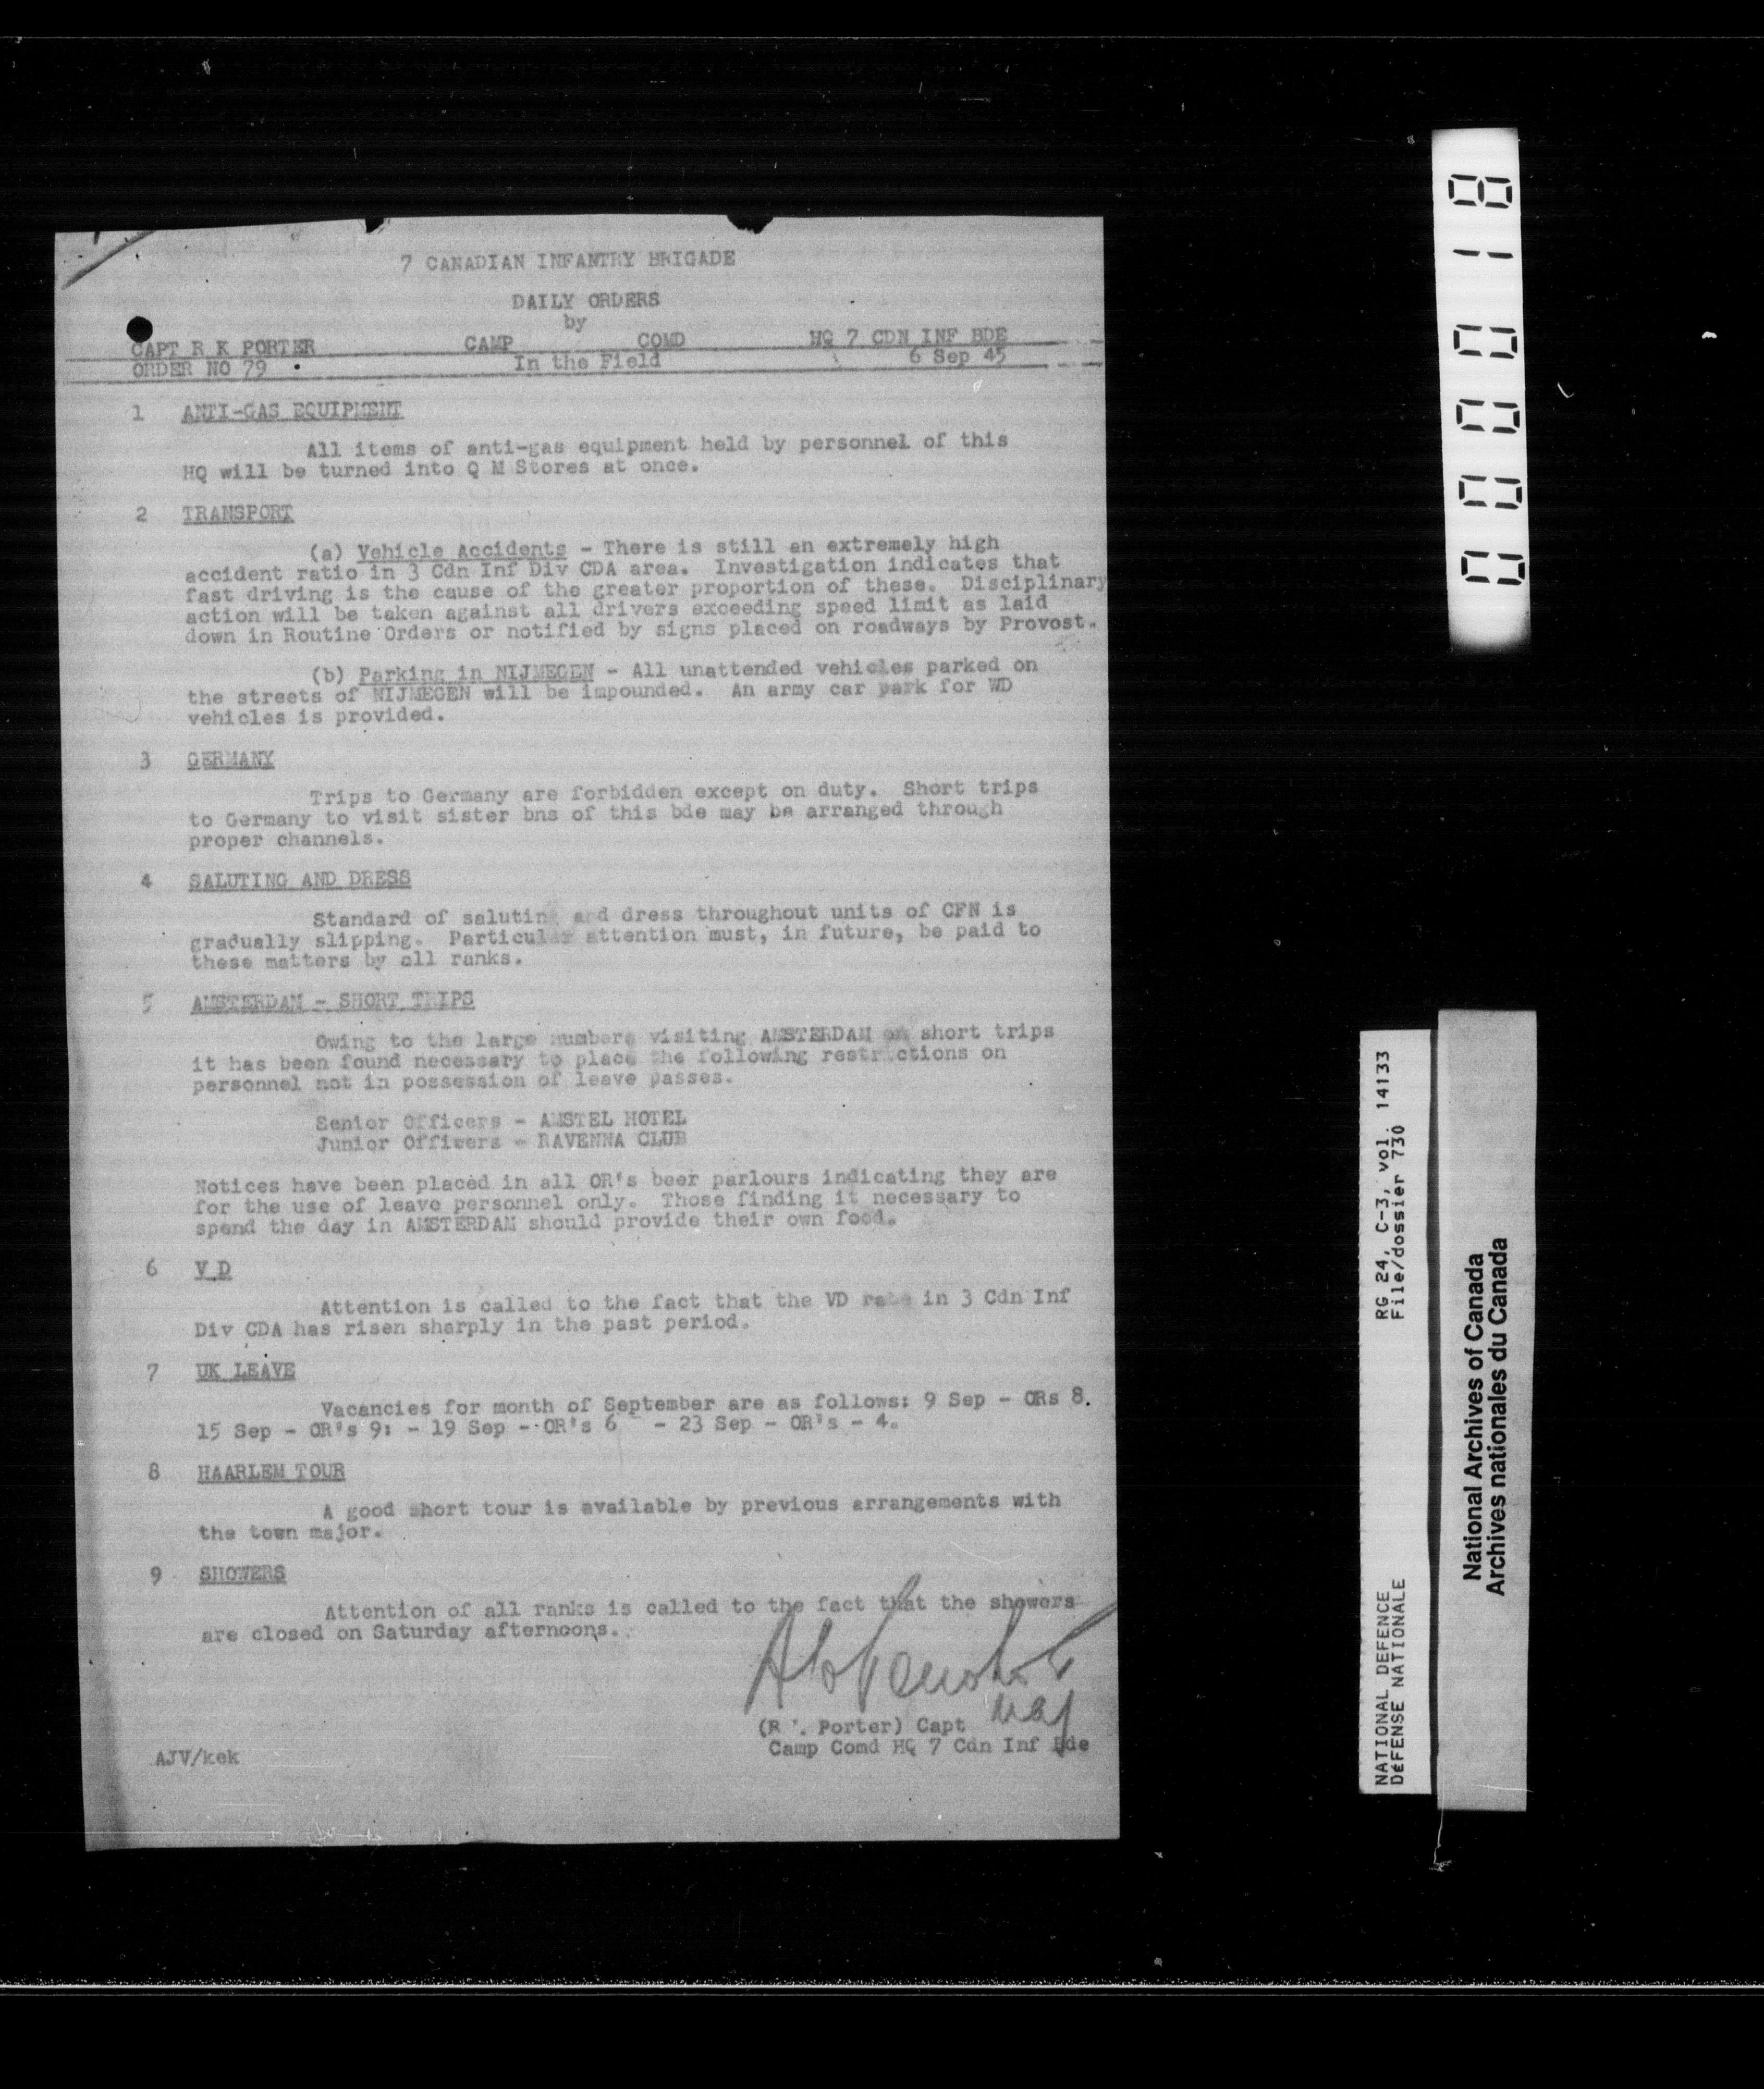 7 CANADIAN INFANTRY BRIGADE
DAILY ORDERS
by
CAPT R K PORTER CAMP COMD HQ 7 CDN INF BDE
ORDER NO 79 In the Field 6 Sep 45
1 ANTI-GAS EQUIPMENT
All items of anti-gas equipment held by personnel of this
HQ will be turned into Q M Stores at once.
2 TRANSPORT
(a) Vehicle Accidents - There is still an extremely high
accident ratio in 3 Cdn Inf Div CDA area. Investigation indicates that
fast driving is the cause of the greater proportion of these. Disciplinary
action will be taken against all drivers exceeding speed limit as laid
down in Routine Orders or notified by signs placed on roadways by Provost.
(b) Parking in NIJMEGEN - All unattended vehicles parked on
the streets of NIJMEGEN will be impounded. An army car park for WD
vehicles is provided.
3 GERMANY
Trips to Germany are forbidden except on duty. Short trips
to Germany to visit sister bns of this bde may be arranged through
proper channels.
4 SALUTING AND DRESS
Standard of saluting and dress throughout units of CFN is
gradually slipping. Particular attention must, in future, be paid to
these matters by all ranks.
5 AMSTERDAM - SHORT TRIPS
Owing to the large numbers visiting AMSTERDAM on short trips
it has been found necessary to place the following restrictions on
personnel not in possession of leave passes.
Senior Officers - AMSTEL HOTEL
Junior Officers - RAVENNA CLUB
Notices have been placed in all OR's beer parlours indicating they are
for the use of leave personnel only. Those finding it necessary to
spend the day in AMSTERDAM should provide their own food.
6 V D
Attention is called to the fact that the VD rate in 3 Cdn Inf
Div CDA has risen sharply in the past period.
7 UK LEAVE
Vacancies for month of September are as follows: 9 Sep - ORs 8.
15 Sep - OR's 9: - 19 Sep - OR's 6 - 23 Sep - OR's - 4.
8 HAARLEM TOUR
A good short tour is available by previous arrangements with
the town major.
9 SHOWERS
Attention of all ranks is called to the fact that the showers
are closed on Saturday afternoons.
Maj
(R . Porter) Capt
Camp Comd HQ 7 Cdn Inf Bde
AJV/kek
000018
NATIONAL DEFENCE RG 24, C-3, vol. 14133
DéFENSE NATIONALE File/dossier 730
National Archives of Canada
Archives nationales du Canada